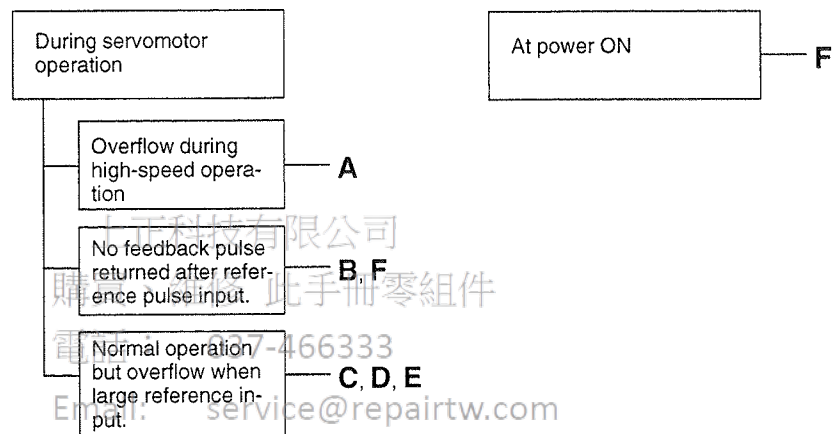 During servomotor
operation
At power ON
F
Overflow during
high-speed opera-
tion
A
上正科技有限公司
No feedback pulse
returned after refer-
ence pulse input.
B, F
購買、維修 此手冊零組件
電話： 037-466333
Normal operation
but overflow when
large reference in-
put.
C, D, E
Email: service@repairtw.com